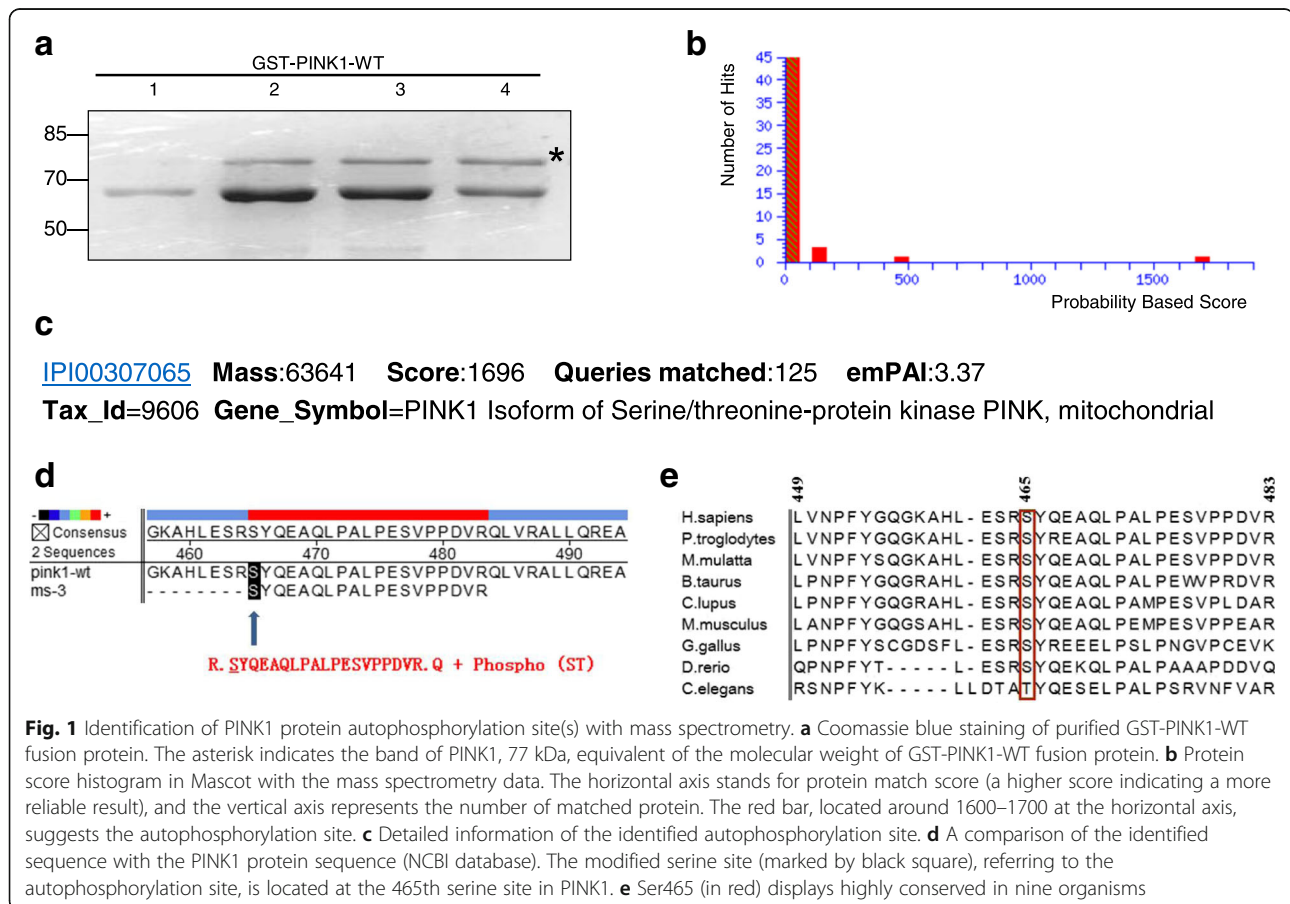 a
GST-PINK1-WT
1 2 3 4
85
70
50
*
b
Number of Hits
45
40
35
30
25
20
15
10
5
0
0 500 1000 1500
Probability Based Score
c
IPI00307065 Mass:63641 Score:1696 Queries matched:125 emPAI:3.37
Tax_Id=9606 Gene_Symbol=PINK1 Isoform of Serine/threonine-protein kinase PINK, mitochondrial
d
- +
Consensus GKAHLESRSYQEAQLPALPESVPPDVRQLVRALLQREA
2 Sequences 460 470 480 490
pink1-wt GKAHLESRSYQEAQLPALPESVPPDVRQLVRALLQREA
ms-3 --------SYQEAQLPALPESVPPDVR
R.SYQEAQLPALPESVPPDVR.Q + Phospho (ST)
e
449 465 483
H.sapiens LVNPFYGQGKAHL-ESRSYQEAQLPALPESVPPDVR
P.troglodytes LVNPFYGQGKAHL-ESRSYREAQLPALPESVPPDVR
M.mulatta LVNPFYGQSKAHL-ESRSYQEAQLPALPESVPPDVR
B.taurus LPNPFYGQGRAHL-ESRSYQEAQLPALPEWVPRDVR
C.lupus LPNPFYGQGRAHL-ESRSYQEAQLPAMPESVPLDAR
M.musculus LANPFYGQGSAHL-ESRSYQEAQLPEMPESVPPEAR
G.gallus LPNPFYSCGDSFL-ESRSYREEELPSLPNGVPCEVK
D.rerio QPNPFYT-----L-ESRSYQEKQLPALPAAAPDDVQ
C.elegans RSNPFYK-----LLDTATYQESELPALPSRVNFVAR
Fig. 1 Identification of PINK1 protein autophosphorylation site(s) with mass spectrometry. a Coomassie blue staining of purified GST-PINK1-WT
fusion protein. The asterisk indicates the band of PINK1, 77 kDa, equivalent of the molecular weight of GST-PINK1-WT fusion protein. b Protein
score histogram in Mascot with the mass spectrometry data. The horizontal axis stands for protein match score (a higher score indicating a more
reliable result), and the vertical axis represents the number of matched protein. The red bar, located around 1600–1700 at the horizontal axis,
suggests the autophosphorylation site. c Detailed information of the identified autophosphorylation site. d A comparison of the identified
sequence with the PINK1 protein sequence (NCBI database). The modified serine site (marked by black square), referring to the
autophosphorylation site, is located at the 465th serine site in PINK1. e Ser465 (in red) displays highly conserved in nine organisms